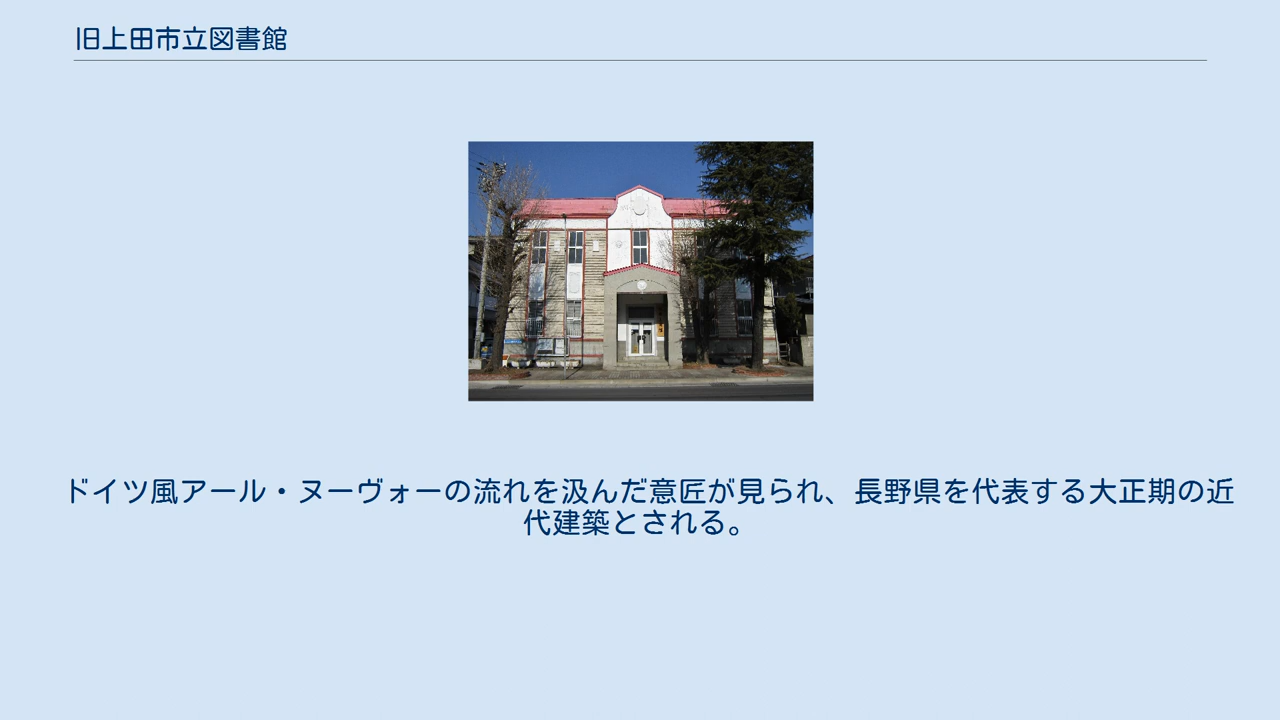 旧上田市立図書館
ドイツ風アール・ヌーヴォーの流れを汲んだ意匠が見られ、長野県を代表する大正期の近
代建築とされる。